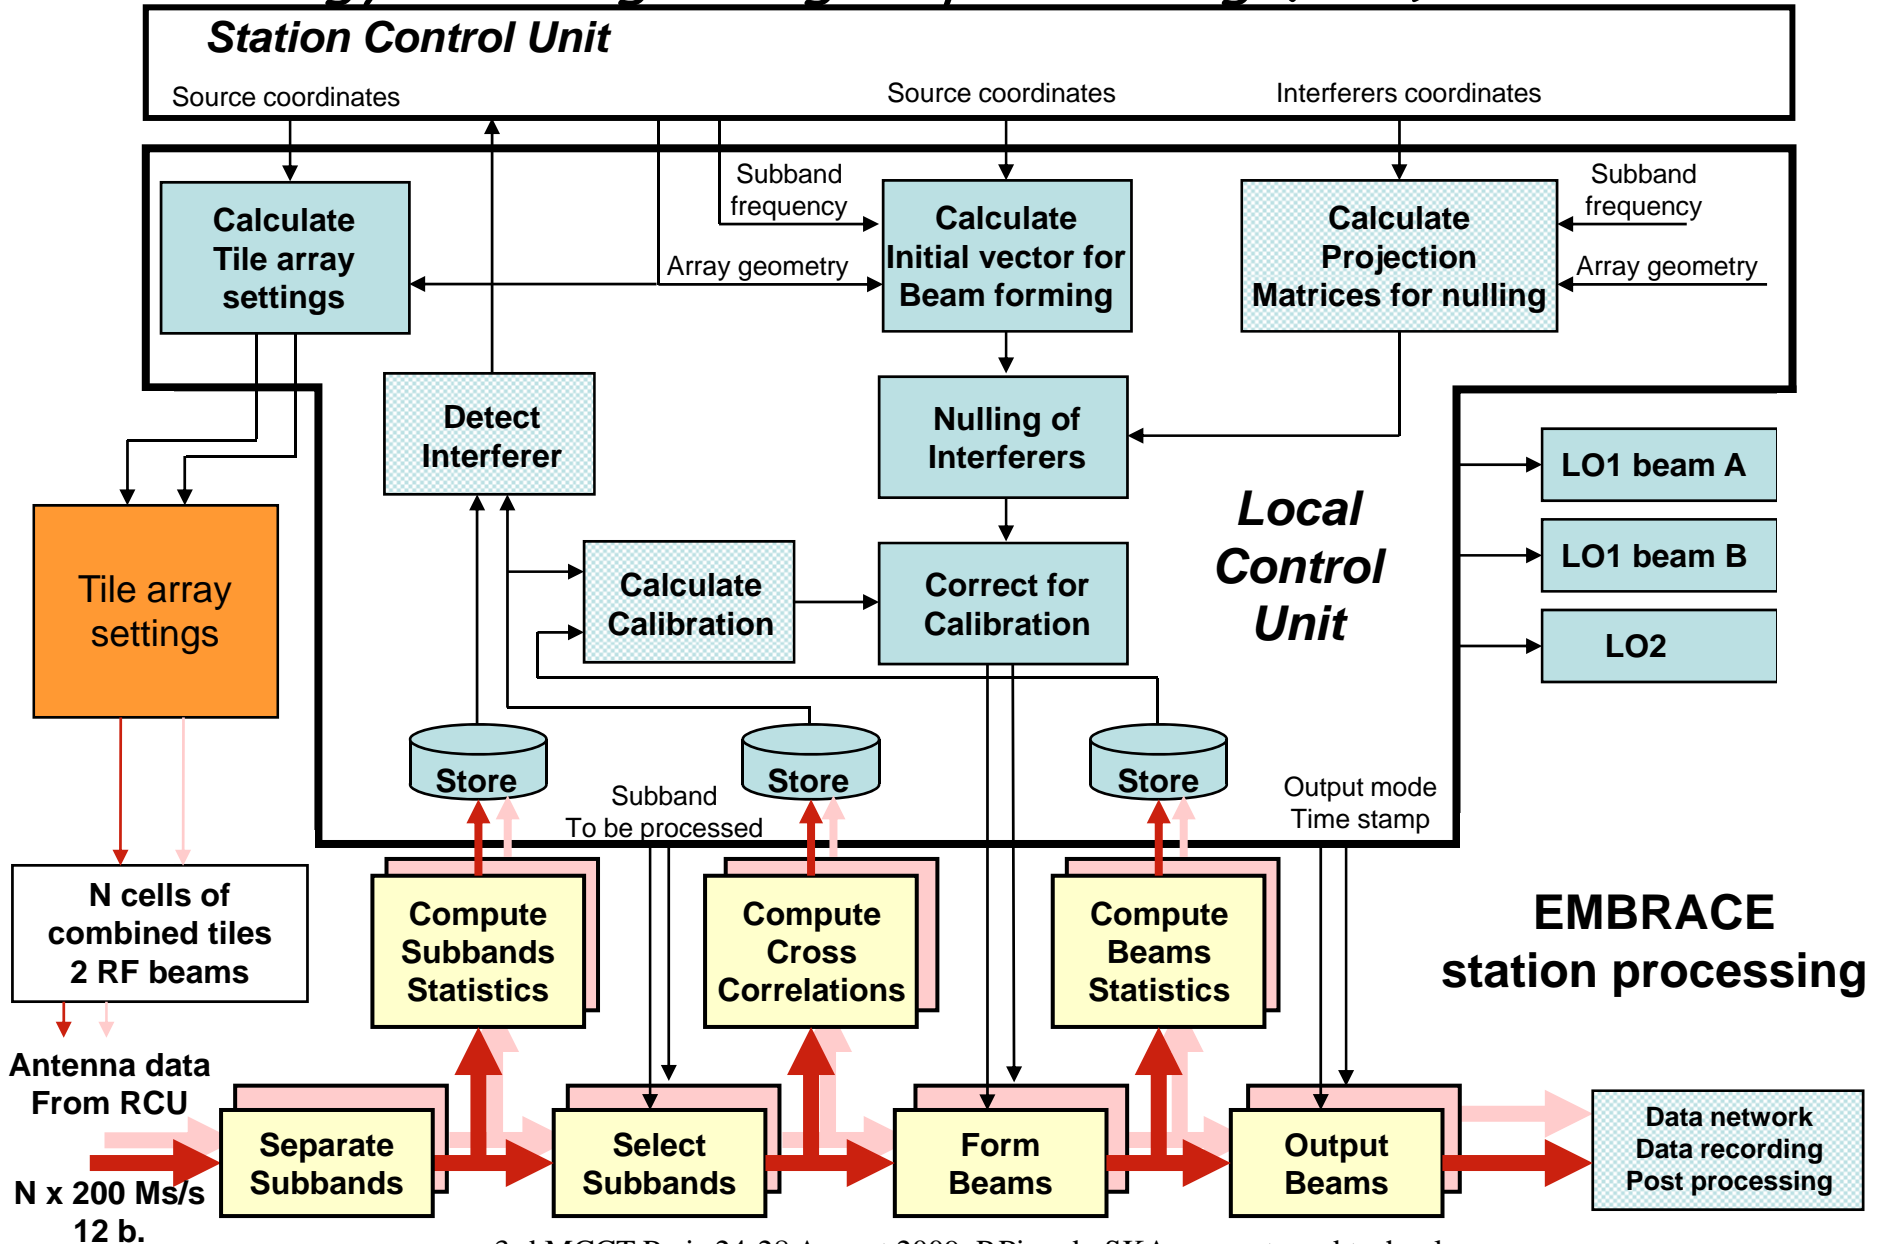 Station Control Unit
Source coordinates
Source coordinates
Interferers coordinates
Subband
frequency
Subband
frequency
Calculate
Tile array
settings
Array geometry
Calculate
Initial vector for
Beam forming
Calculate
Projection
Matrices for nulling
Array geometry
Detect
Interferer
Nulling of
Interferers
LO1 beam A
Local
Control
Unit
LO1 beam B
Tile array
settings
Calculate
Calibration
Correct for
Calibration
LO2
Store
Store
Store
Subband
To be processed
Output mode
Time stamp
N cells of
combined tiles
2 RF beams
Compute
Subbands
Statistics
Compute
Cross
Correlations
Compute
Beams
Statistics
EMBRACE
station processing
Antenna data
From RCU
Separate
Subbands
Select
Subbands
Form
Beams
Output
Beams
Data network
Data recording
Post processing
N x 200 Ms/s
12 b.